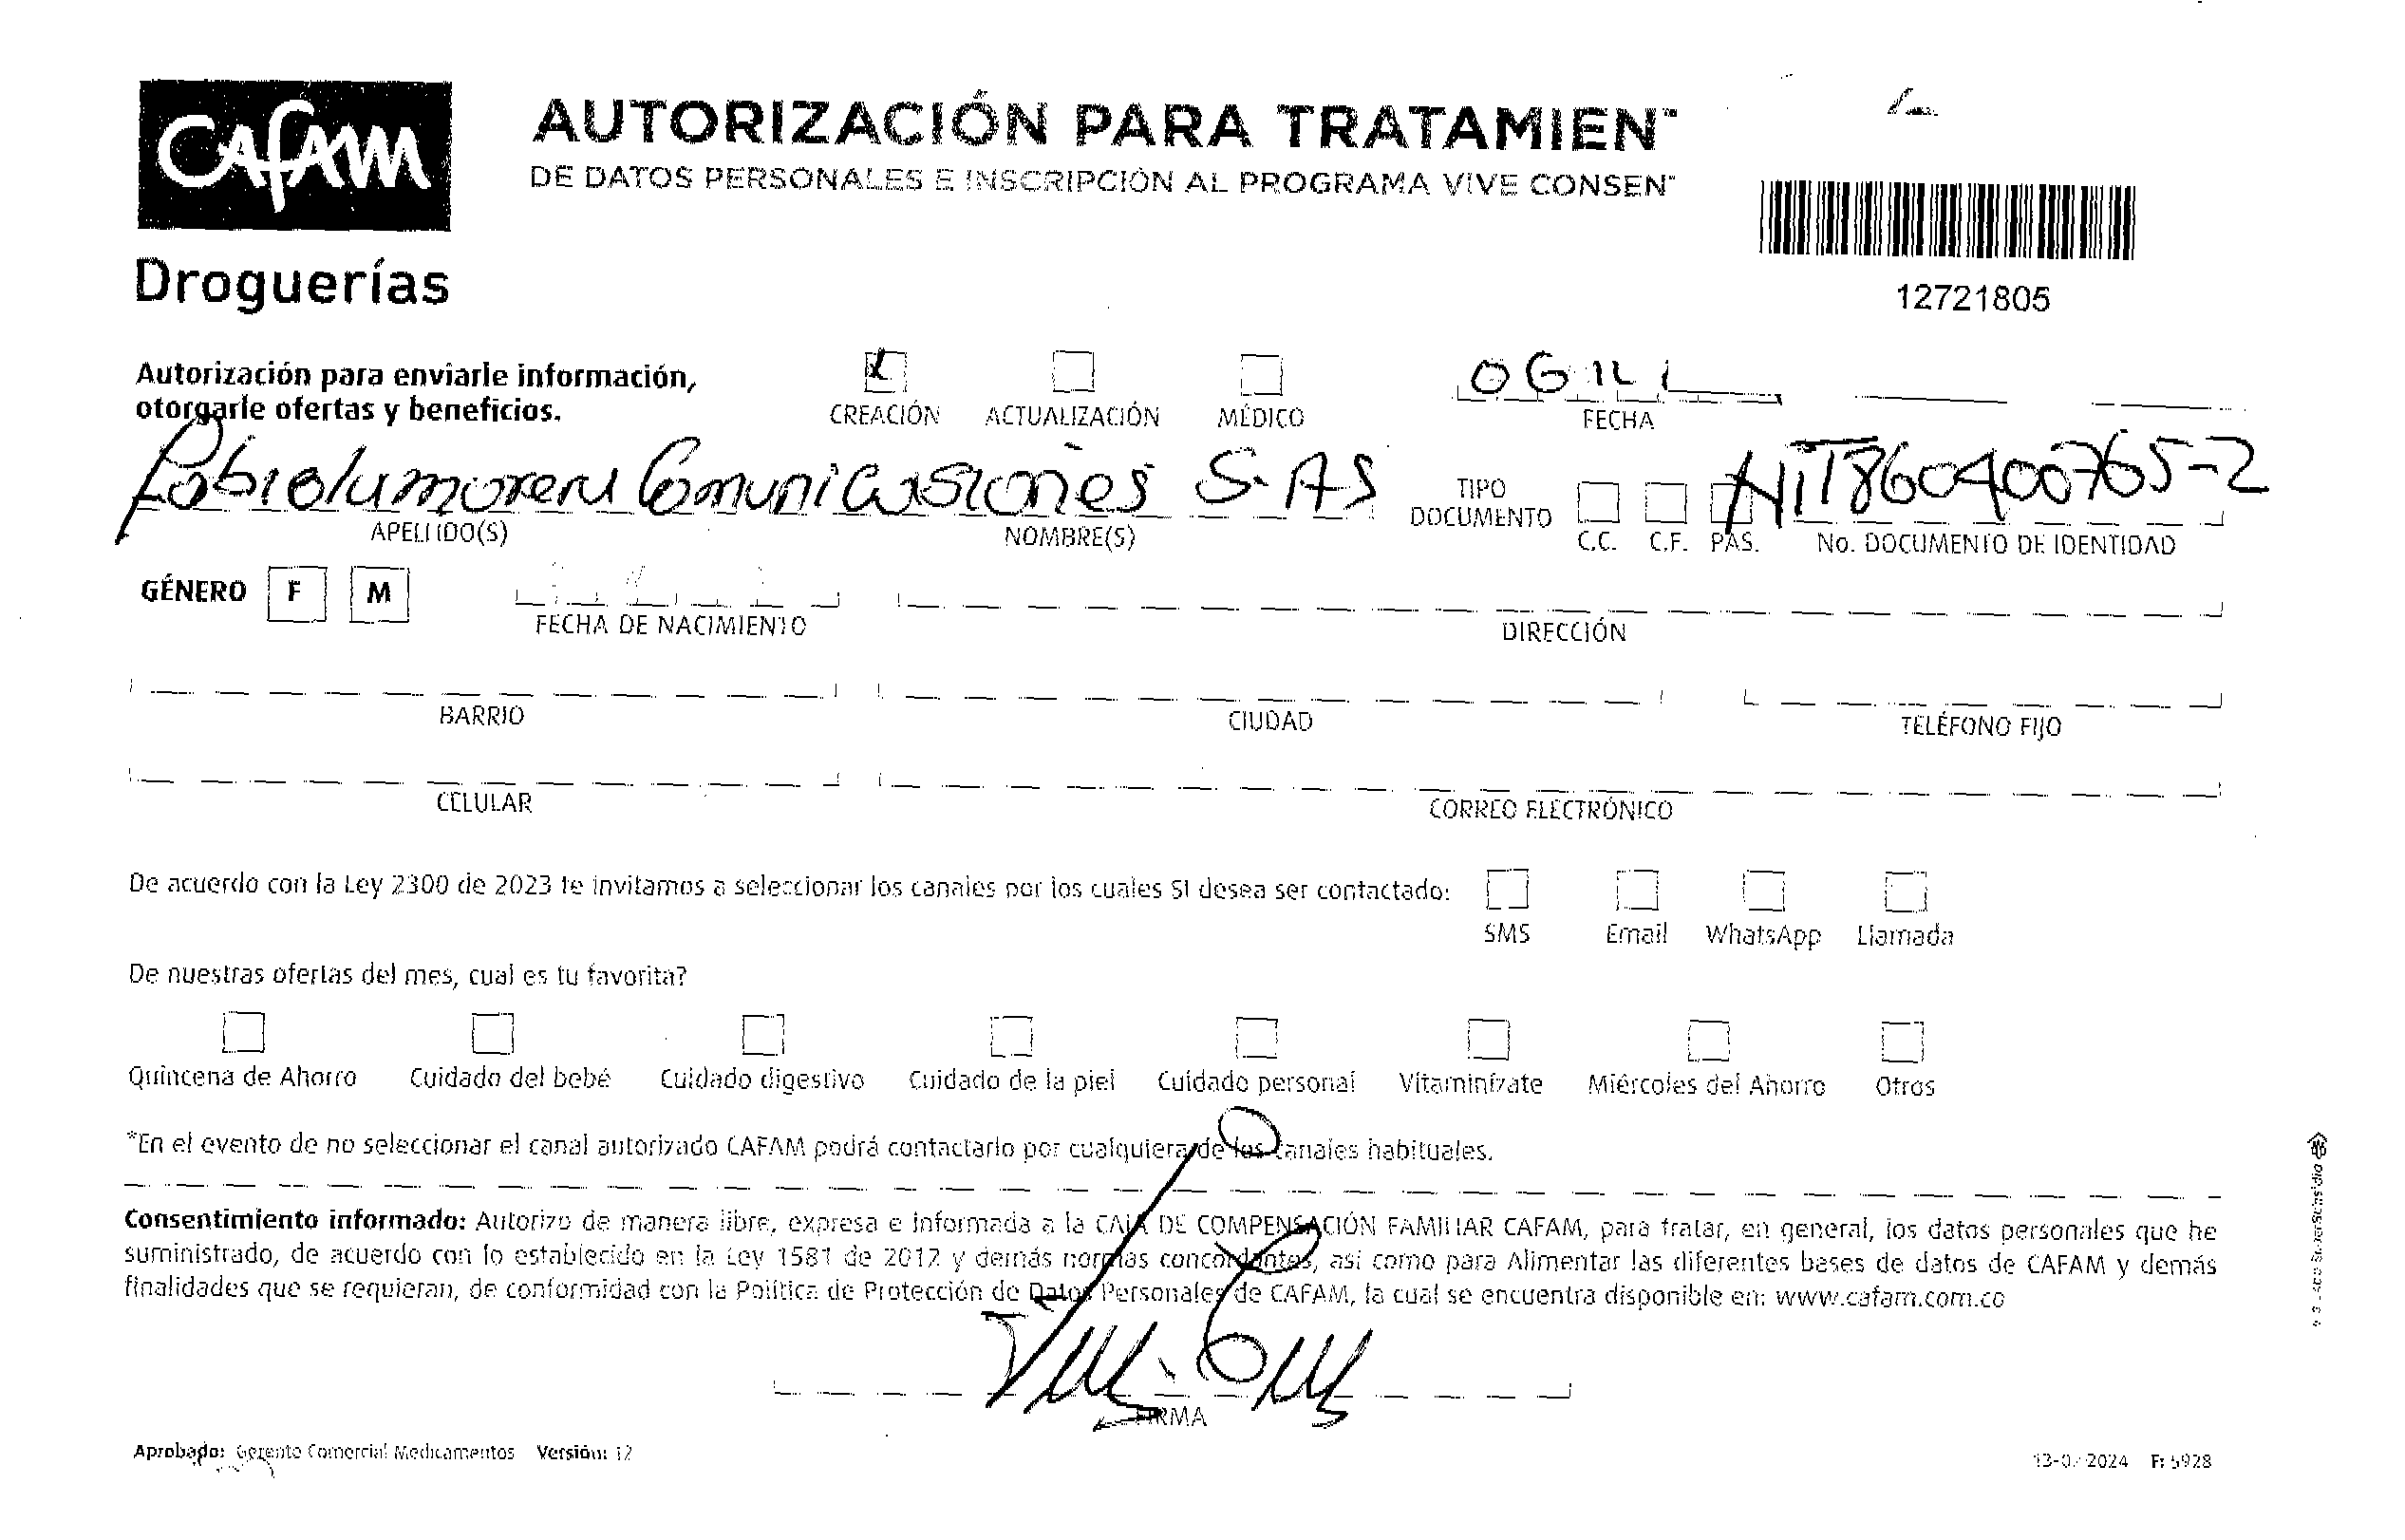 CAFAM
Droguerías
AUTORIZACIÓN PARA TRATAMIEN
DE DATOS PERSONALES E INSCRIPCIÓN AL PROGRAMA VIVE CONSEN
12721805
Autorización para enviarle información,
otorgarle ofertas y beneficios.
CREACIÓN ACTUALIZACIÓN MÉDICO
FECHA
Comunicasiones S.AS
NIT860400765-2
APELLIDO(S) NOMBRE(S) TIPO DOCUMENTO C.C. C.E. PAS. No. DOCUMENTO DE IDENTIDAD
GÉNERO F M
FECHA DE NACIMIENTO DIRECCIÓN
BARRIO CIUDAD TELÉFONO FIJO
CELULAR CORREO ELECTRÓNICO
De acuerdo con la Ley 2300 de 2023 te invitamos a seleccionar los canales por los cuales SI desea ser contactado:
SMS Email WhatsApp Llamada
De nuestras ofertas del mes, cual es tu favorita?
Quincena de Ahorro Cuidado del bebé Cuidado digestivo Cuidado de la piel Cuidado personal Vitaminízate Miércoles del Ahorro Otros
*En el evento de no seleccionar el canal autorizado CAFAM podrá contactarlo por cualquiera de los canales habituales.
Consentimiento informado: Autorizo de manera libre, expresa e informada a la CAJA DE COMPENSACIÓN FAMILIAR CAFAM, para tratar, en general, los datos personales que he
suministrado, de acuerdo con lo establecido en la Ley 1581 de 2012 y demás normas concordantes, así como para Alimentar las diferentes bases de datos de CAFAM y demás
finalidades que se requieran, de conformidad con la Política de Protección de Datos Personales de CAFAM, la cual se encuentra disponible en: www.cafam.com.co
FIRMA
Aprobado: Gerente Comercial Medicamentos Versión: 12
2024 F: 5928